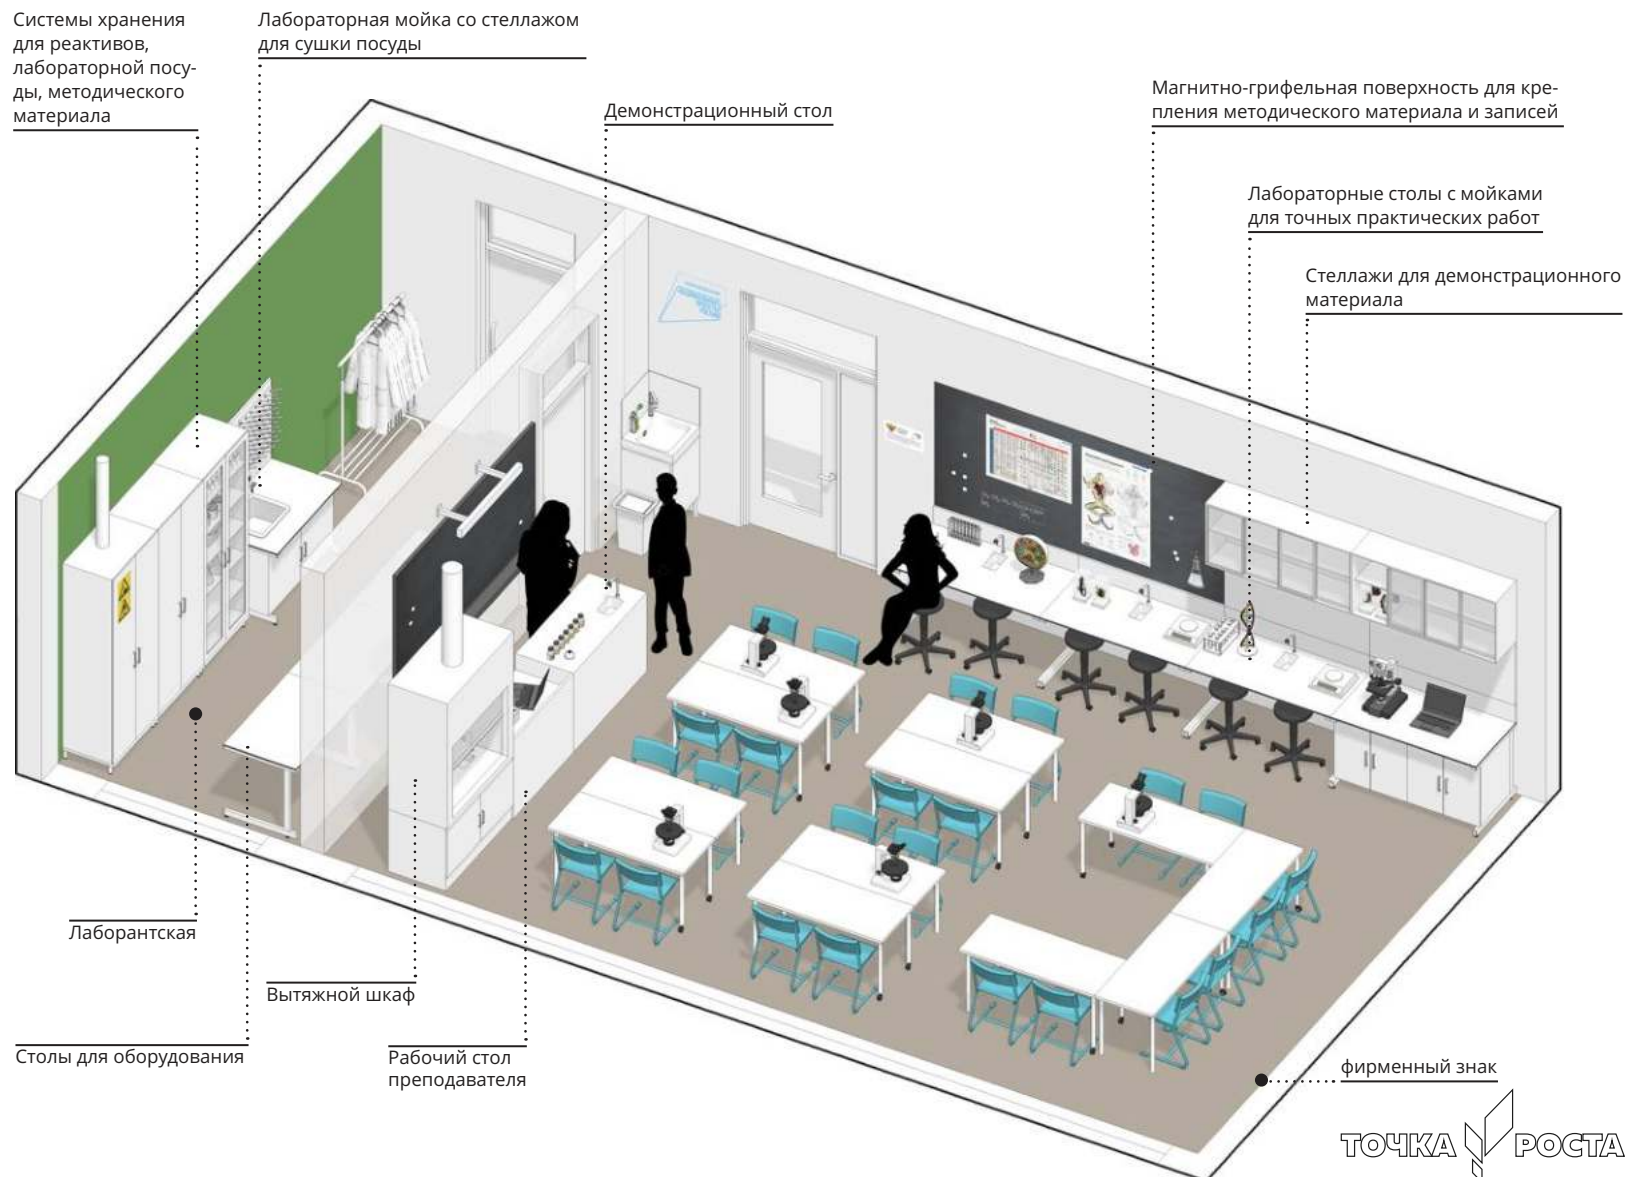 Системы хранения
для реактивов,
лабораторной посу-
ды, методического
материала
Лабораторная мойка со стеллажом
для сушки посуды
Демонстрационный стол
Магнитно-грифельная поверхность для кре-
пления методического материала и записей
Лабораторные столы с мойками
для точных практических работ
Стеллажи для демонстрационного
материала
Лаборантская
Вытяжной шкаф
Столы для оборудования
Рабочий стол
преподавателя
фирменный знак
ТОЧКА РОСТА